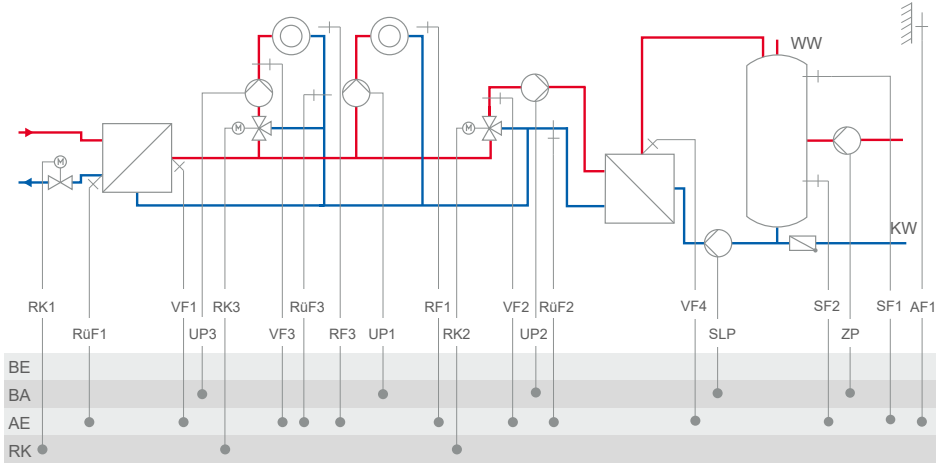 WW
M
M
M
M
KW
RK1
VF1
RK3
RüF3
RF1
VF2
RüF2
VF4
SF2
SF1
AF1
RüF1
UP3
VF3
RF3
UP1
RK2
UP2
SLP
ZP
BE
BA
AE
RK